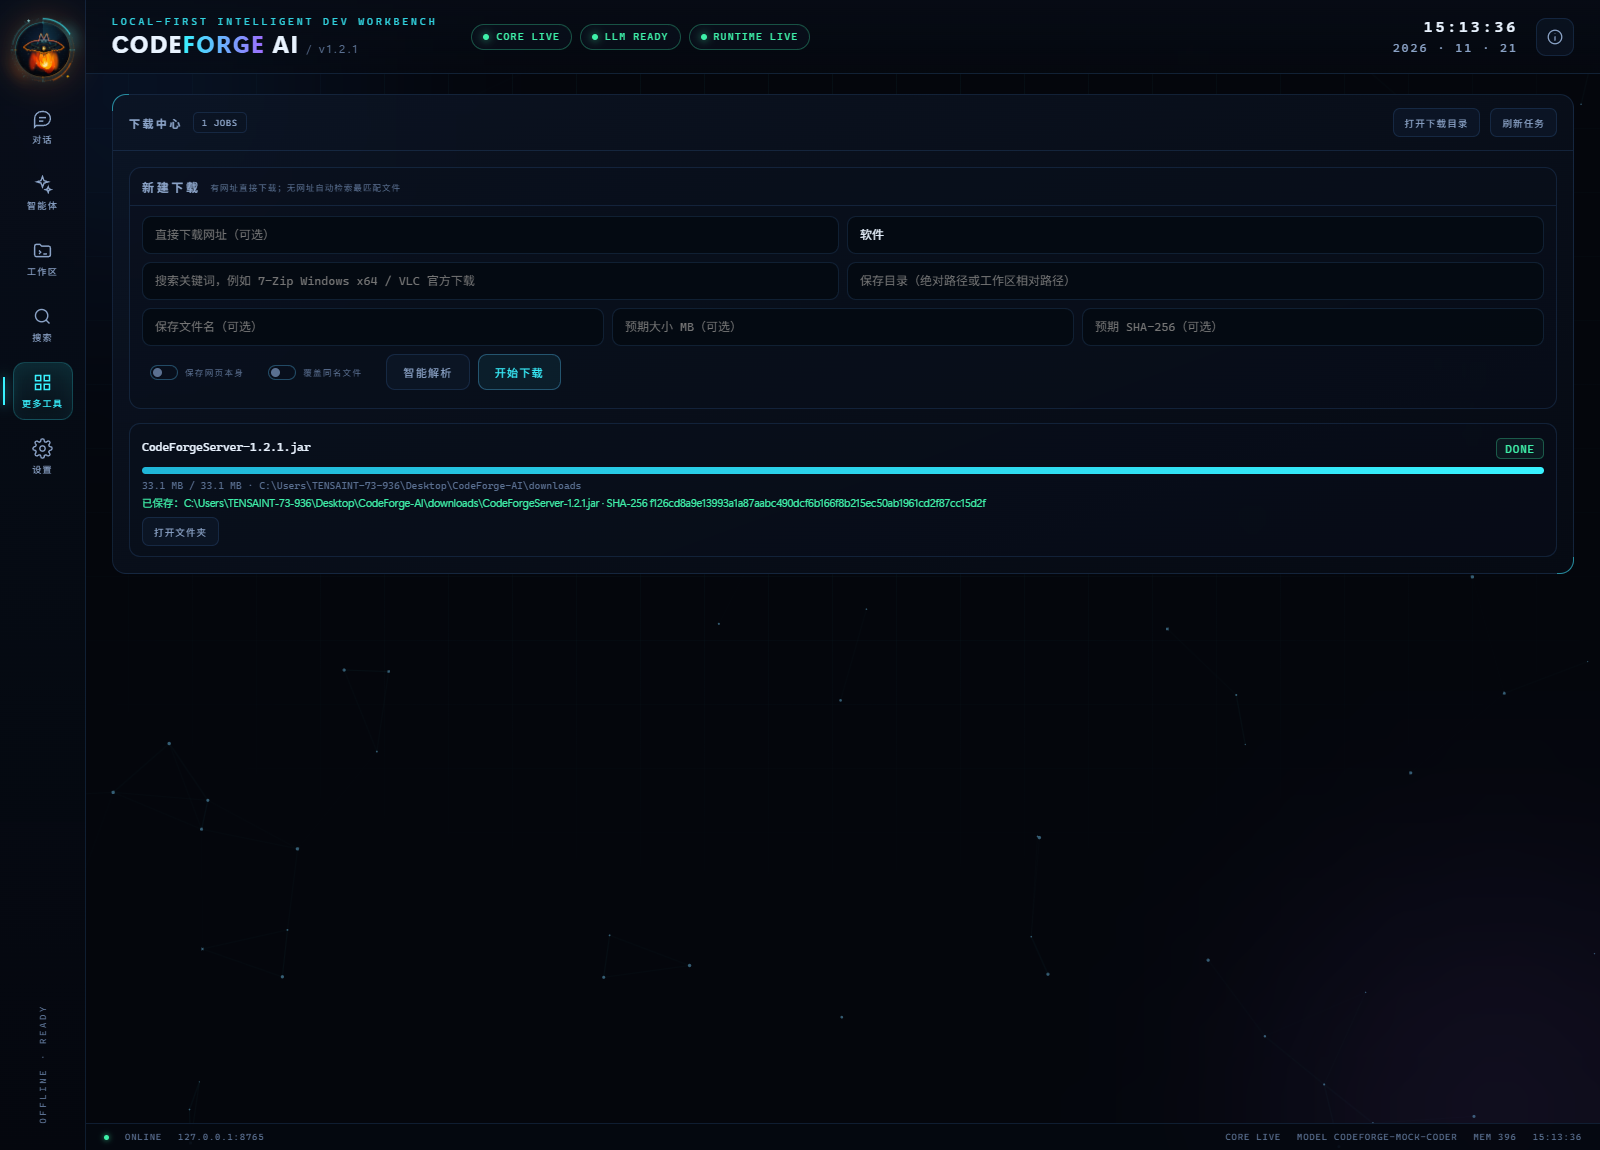 LOCAL-FIRST INTELLIGENT DEV WORKBENCH
CODEFORGE AI / v1.2.1
CORE LIVE
LLM READY
RUNTIME LIVE
15:13:36
2026 · 11 · 21
对话
智能体
工作区
搜索
更多工具
设置
OFFLINE · READY
下载中心
1 JOBS
打开下载目录
刷新任务
新建下载
有网址直接下载；无网址自动检索最匹配文件
直接下载网址（可选）
软件
搜索关键词，例如 7-Zip Windows x64 / VLC 官方下载
保存目录（绝对路径或工作区相对路径）
保存文件名（可选）
预期大小 MB（可选）
预期 SHA-256（可选）
保存网页本身
覆盖同名文件
智能解析
开始下载
CodeForgeServer-1.2.1.jar
DONE
33.1 MB / 33.1 MB · C:\Users\TENSAINT-73-936\Desktop\CodeForge-AI\downloads
已保存：C:\Users\TENSAINT-73-936\Desktop\CodeForge-AI\downloads\CodeForgeServer-1.2.1.jar · SHA-256 f126cd8a9e13993a1a87aabc490dcf6b166f8b215ec50ab1961cd2f87cc15d2f
打开文件夹
ONLINE
127.0.0.1:8765
CORE LIVE
MODEL CODEFORGE-MOCK-CODER
MEM 396
15:13:36